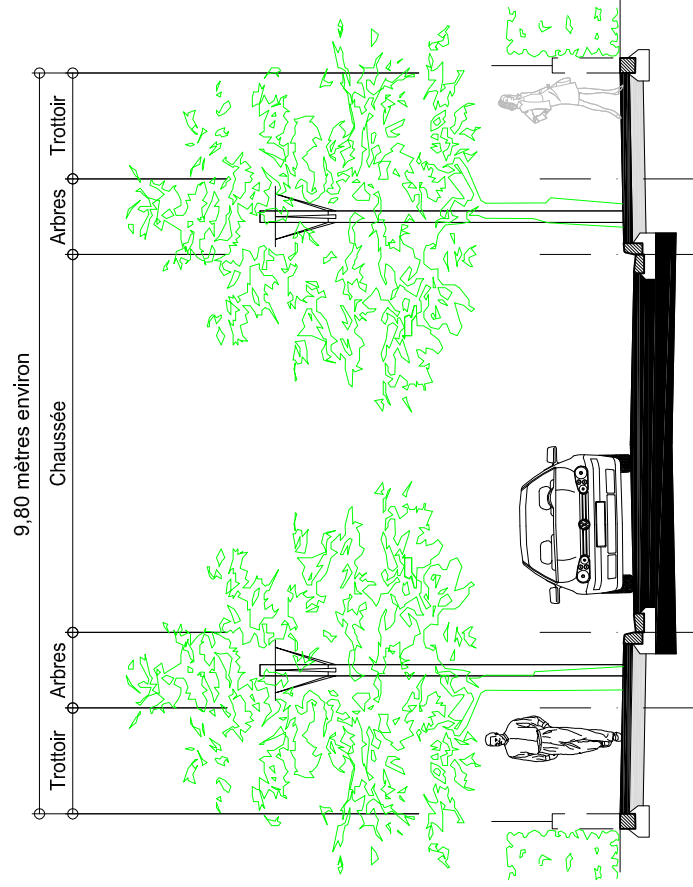 9,80 mètres environ
Trottoir
Arbres
Chaussée
Arbres
Trottoir